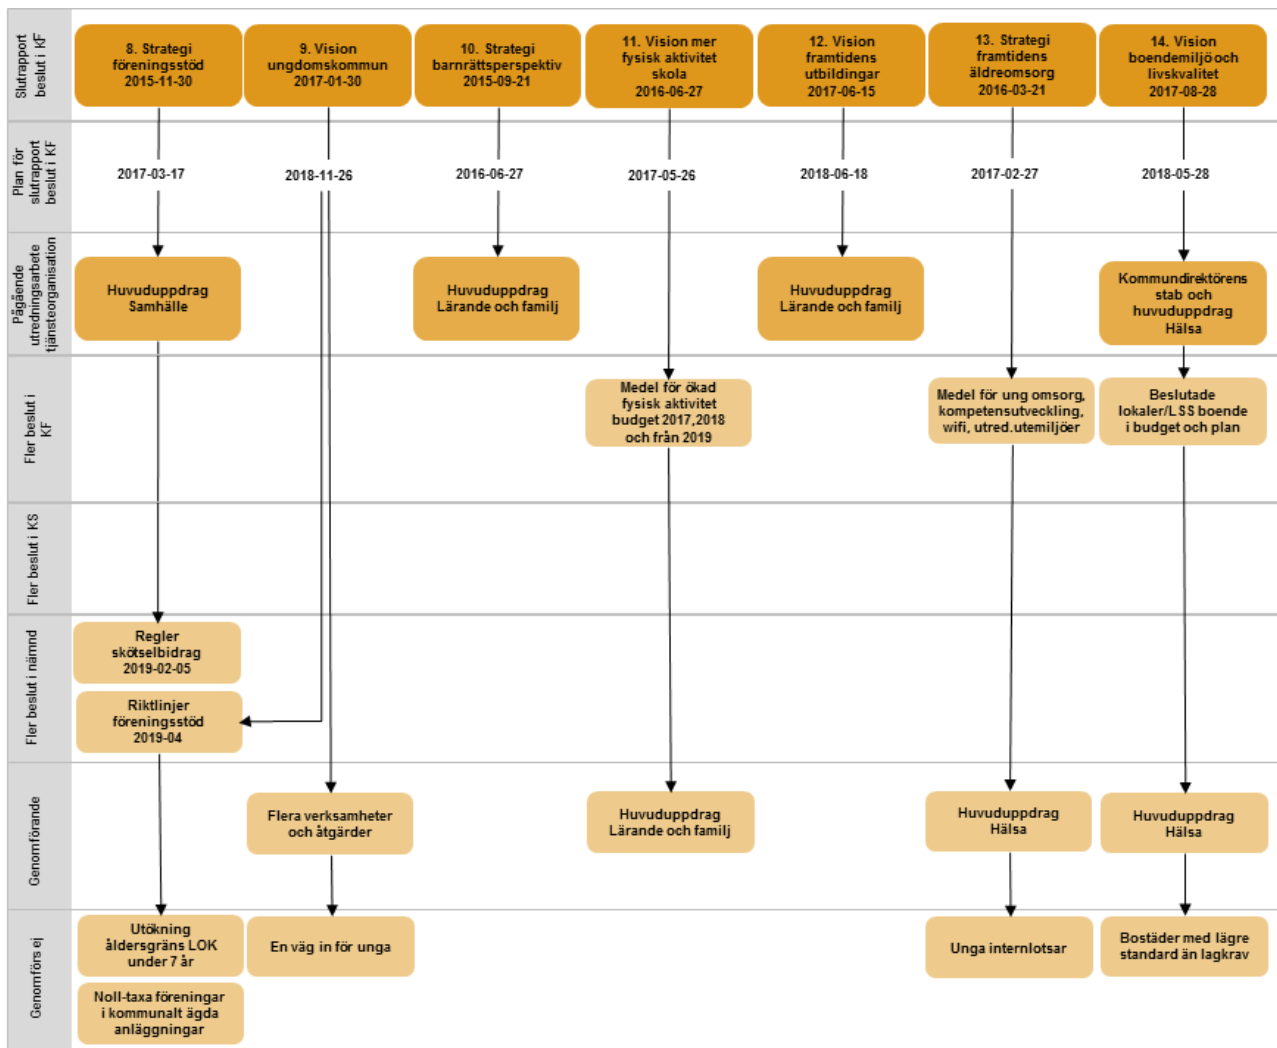 Slutrapport
beslut i KF
8. Strategi
föreningsstöd
2015-11-30
9. Vision
ungdomskommun
2017-01-30
10. Strategi
barnrättsperspektiv
2015-09-21
11. Vision mer
fysisk aktivitet
skola
2016-06-27
12. Vision
framtidens
utbildingar
2017-06-15
13. Strategi
framtidens
äldreomsorg
2016-03-21
14. Vision
boendemiljö och
livskvalitet
2017-08-28
Plan för
slutrapport
beslut i KF
2017-03-17
2018-11-26
2016-06-27
2017-05-26
2018-06-18
2017-02-27
2018-05-28
Pågående
utredningsarbete
tjänsteorganisation
Huvuduppdrag
Samhälle
Huvuduppdrag
Lärande och familj
Huvuduppdrag
Lärande och familj
Kommundirektörens
stab och
huvuduppdrag
Hälsa
Fler beslut i
KF
Medel för ökad
fysisk aktivitet
budget 2017,2018
och från 2019
Medel för ung omsorg,
kompetensutveckling,
wifi, utred.utemiljöer
Beslutade
lokaler/LSS boende
i budget och plan
Fler beslut i KS
Fler beslut i nämnd
Regler
skötselbidrag
2019-02-05
Riktlinjer
föreningsstöd
2019-04
Genomförande
Flera verksamheter
och åtgärder
Huvuduppdrag
Lärande och familj
Huvuduppdrag
Hälsa
Huvuduppdrag
Hälsa
Genomförs ej
Utökning
åldersgräns LOK
under 7 år
En väg in för unga
Unga internlotsar
Bostäder med lägre
standard än lagkrav
Noll-taxa föreningar
i kommunalt ägda
anläggningar